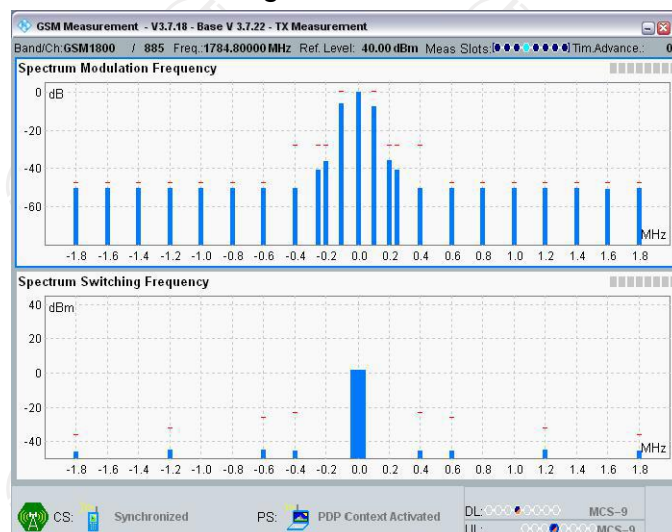 GSM Measurement - V3.7.18 - Base V 3.7.22 - TX Measurement
Band/Ch:GSM1800 / 885 Freq.:1784.80000 MHz Ref. Level: 40.00 dBm Meas Slots: Tim.Advance.: 0
Spectrum Modulation Frequency
0 dB
-20
-40
-60
MHz
-1.8 -1.6 -1.4 -1.2 -1.0 -0.8 -0.6 -0.4 -0.2 0.0 0.2 0.4 0.6 0.8 1.0 1.2 1.4 1.6 1.8
Spectrum Switching Frequency
40 dBm
20
0
-20
-40
MHz
-1.8 -1.6 -1.4 -1.2 -1.0 -0.8 -0.6 -0.4 -0.2 0.0 0.2 0.4 0.6 0.8 1.0 1.2 1.4 1.6 1.8
CS: Synchronized PS: PDP Context Activated DL: MCS-9
UL: MCS-9